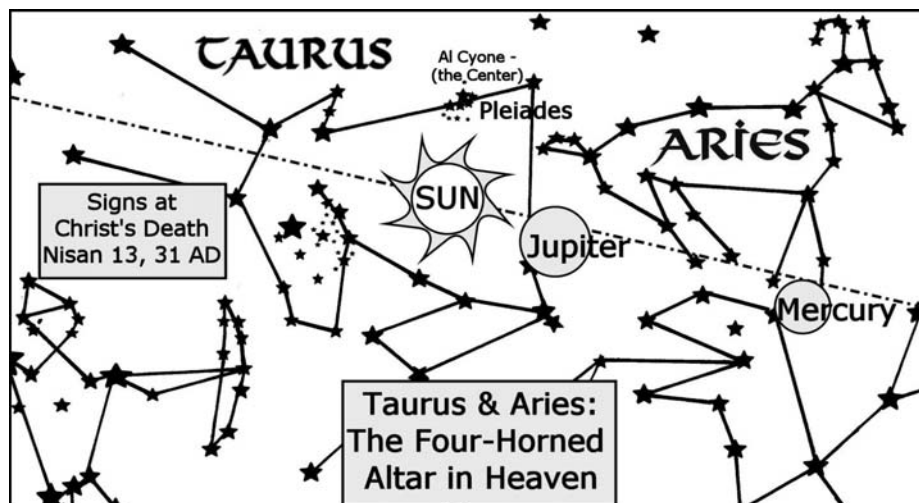 TAURUS
Al Cyone -
(the Center)
Pleiades
ARIES
SUN
Signs at
Christ's Death
Nisan 13, 31 AD
Jupiter
Mercury
Taurus & Aries:
The Four-Horned
Altar in Heaven